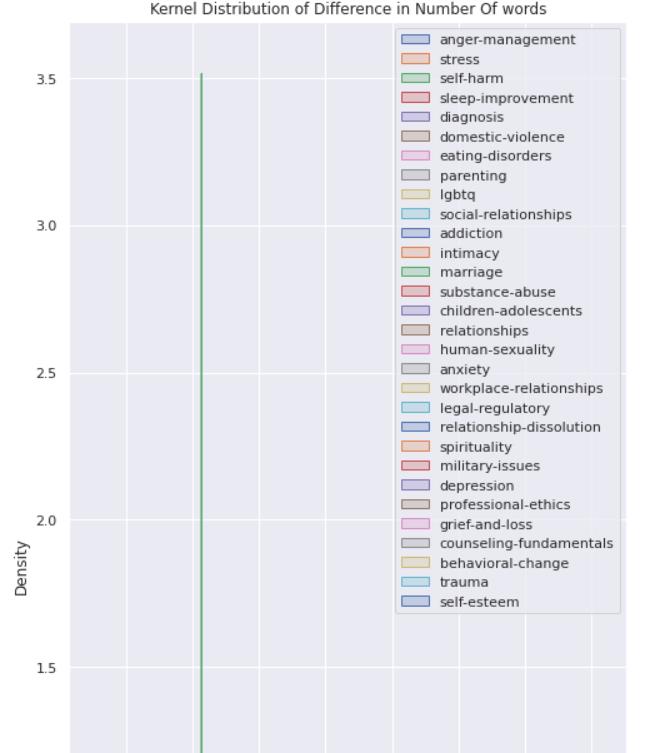 Kernel Distribution of Difference in Number Of words
anger-management
stress
self-harm
sleep-improvement
diagnosis
domestic-violence
eating-disorders
parenting
lgbtq
social-relationships
addiction
intimacy
marriage
substance-abuse
children-adolescents
relationships
human-sexuality
anxiety
workplace-relationships
legal-regulatory
relationship-dissolution
spirituality
military-issues
depression
professional-ethics
grief-and-loss
counseling-fundamentals
behavioral-change
trauma
self-esteem
3.5
3.0
2.5
2.0
1.5
Density